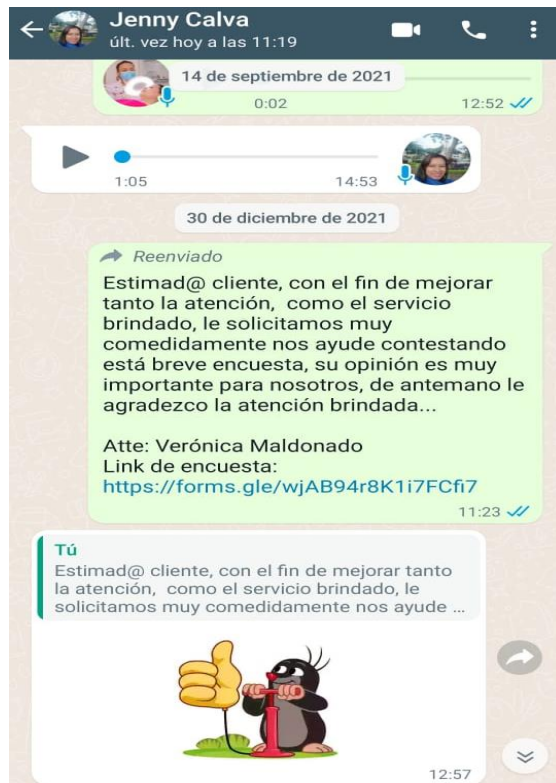 Jenny Calva
últ. vez hoy a las 11:19
14 de septiembre de 2021
0:02 12:52
1:05 14:53
30 de diciembre de 2021
Reenviado
Estimad@ cliente, con el fin de mejorar
tanto la atención, como el servicio
brindado, le solicitamos muy
comedidamente nos ayude contestando
está breve encuesta, su opinión es muy
importante para nosotros, de antemano le
agradezco la atención brindada...
Atte: Verónica Maldonado
Link de encuesta:
https://forms.gle/wjAB94r8K1i7FCfi7
11:23
Tú
Estimad@ cliente, con el fin de mejorar tanto
la atención, como el servicio brindado, le
solicitamos muy comedidamente nos ayude ...
12:57